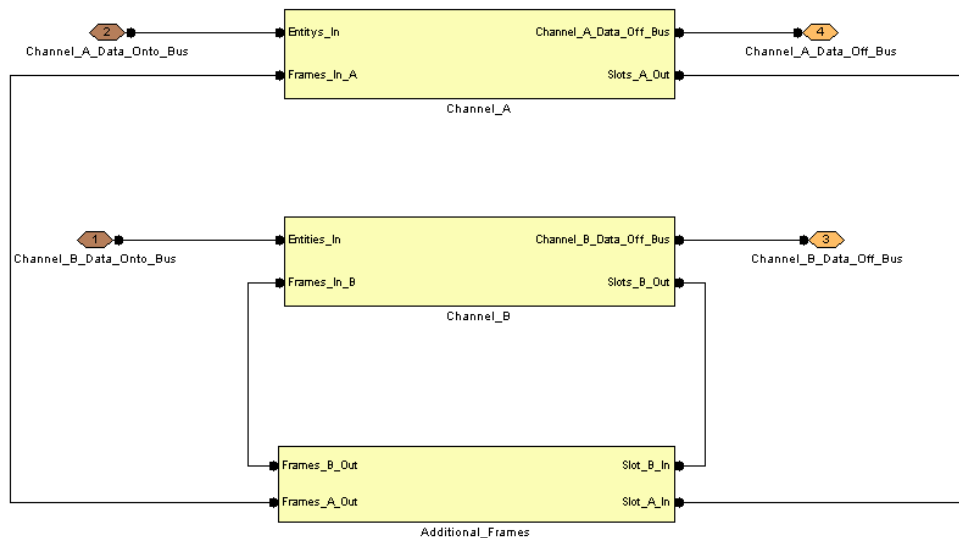 2
Entitys_In
Channel_A_Data_Off_Bus
4
Channel_A_Data_Onto_Bus
Channel_A_Data_Off_Bus
Frames_In_A
Slots_A_Out
Channel_A
1
Entities_In
Channel_B_Data_Off_Bus
3
Channel_B_Data_Onto_Bus
Channel_B_Data_Off_Bus
Frames_In_B
Slots_B_Out
Channel_B
Frames_B_Out
Slot_B_In
Frames_A_Out
Slot_A_In
Additional_Frames